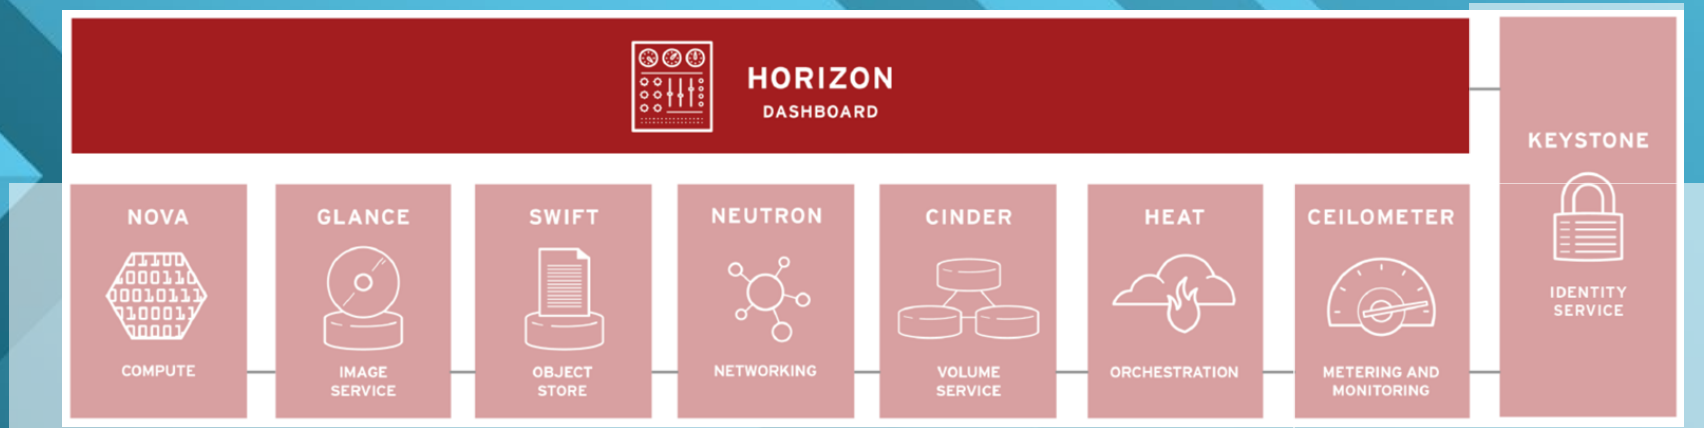 HORIZON
DASHBOARD
KEYSTONE
IDENTITY
SERVICE
NOVA
COMPUTE
GLANCE
IMAGE
SERVICE
SWIFT
OBJECT
STORE
NEUTRON
NETWORKING
CINDER
VOLUME
SERVICE
HEAT
ORCHESTRATION
CEILOMETER
METERING AND
MONITORING